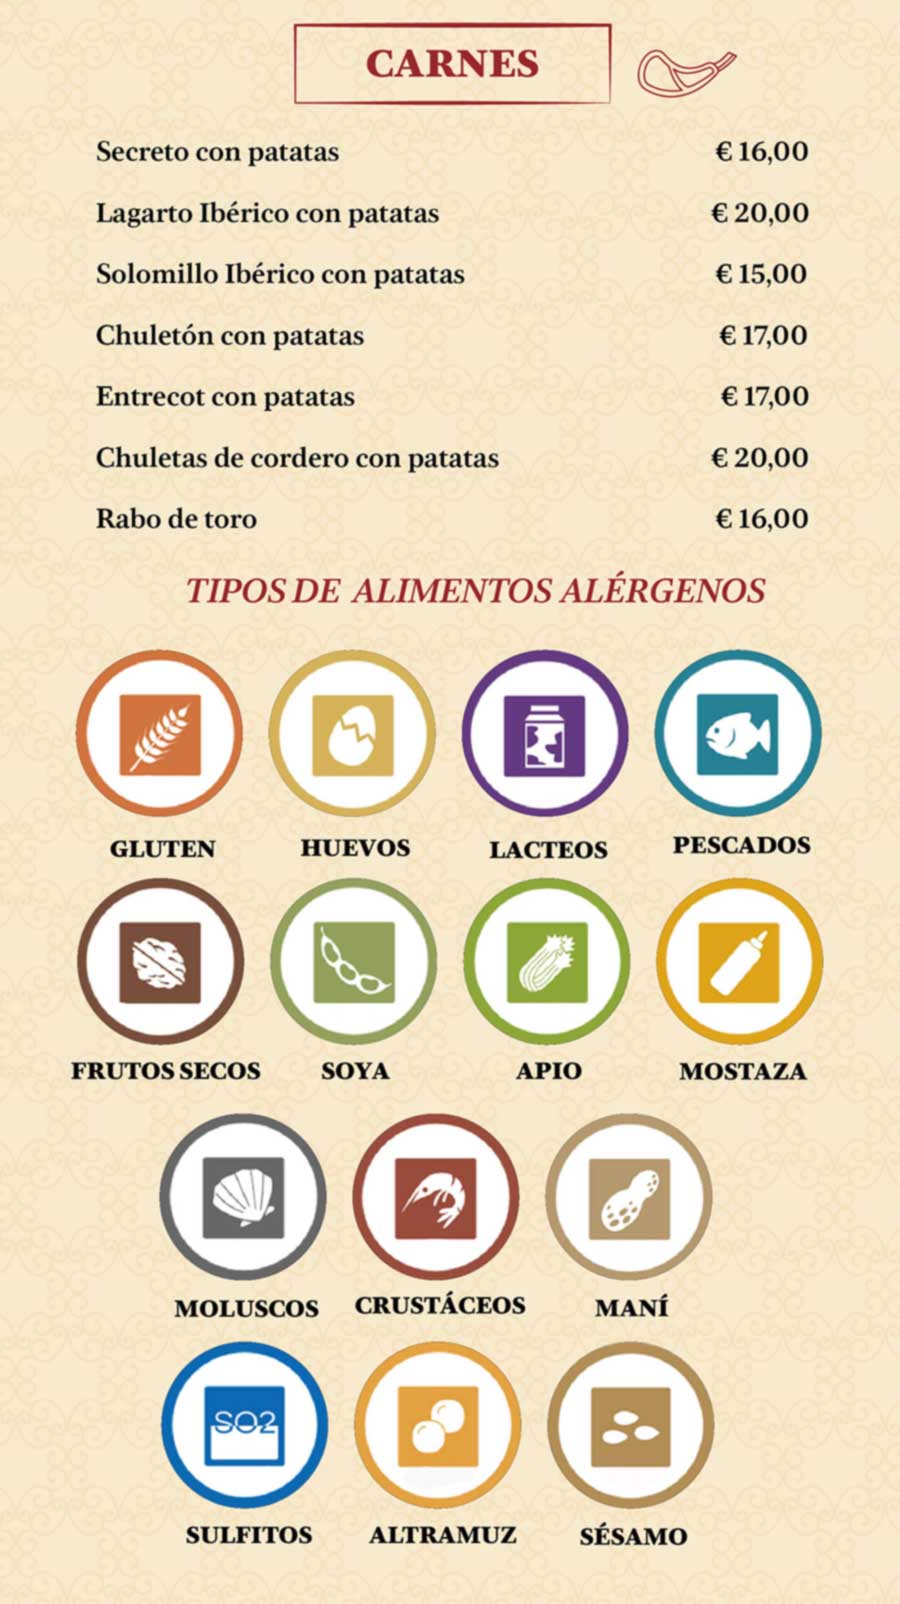 CARNES
Secreto con patatas € 16,00
Lagarto Ibérico con patatas € 20,00
Solomillo Ibérico con patatas € 15,00
Chuletón con patatas € 17,00
Entrecot con patatas € 17,00
Chuletas de cordero con patatas € 20,00
Rabo de toro € 16,00
TIPOS DE ALIMENTOS ALÉRGENOS
GLUTEN HUEVOS LACTEOS PESCADOS
FRUTOS SECOS SOYA APIO MOSTAZA
MOLUSCOS CRUSTÁCEOS MANÍ
SO2
SULFITOS ALTRAMUZ SÉSAMO